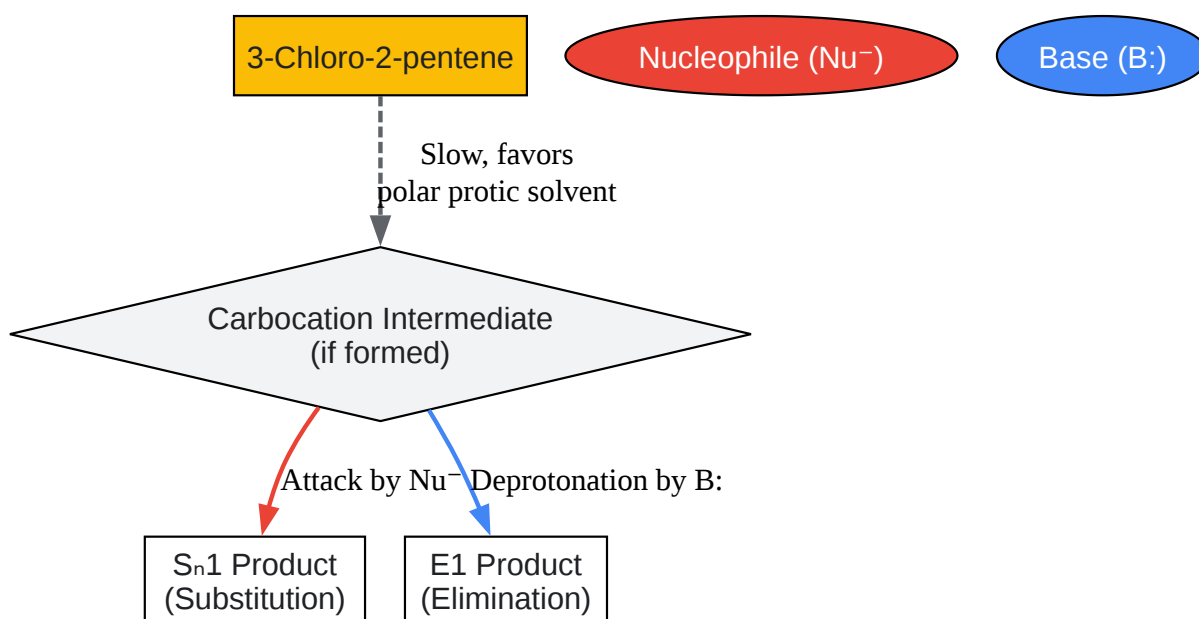 3-Chloro-2-pentene
Nucleophile (Nu⁻)
Base (B:)
Slow, favors
polar protic solvent
Carbocation Intermediate
(if formed)
Attack by Nu⁻
Deprotonation by B:
Sₙ1 Product
(Substitution)
E1 Product
(Elimination)